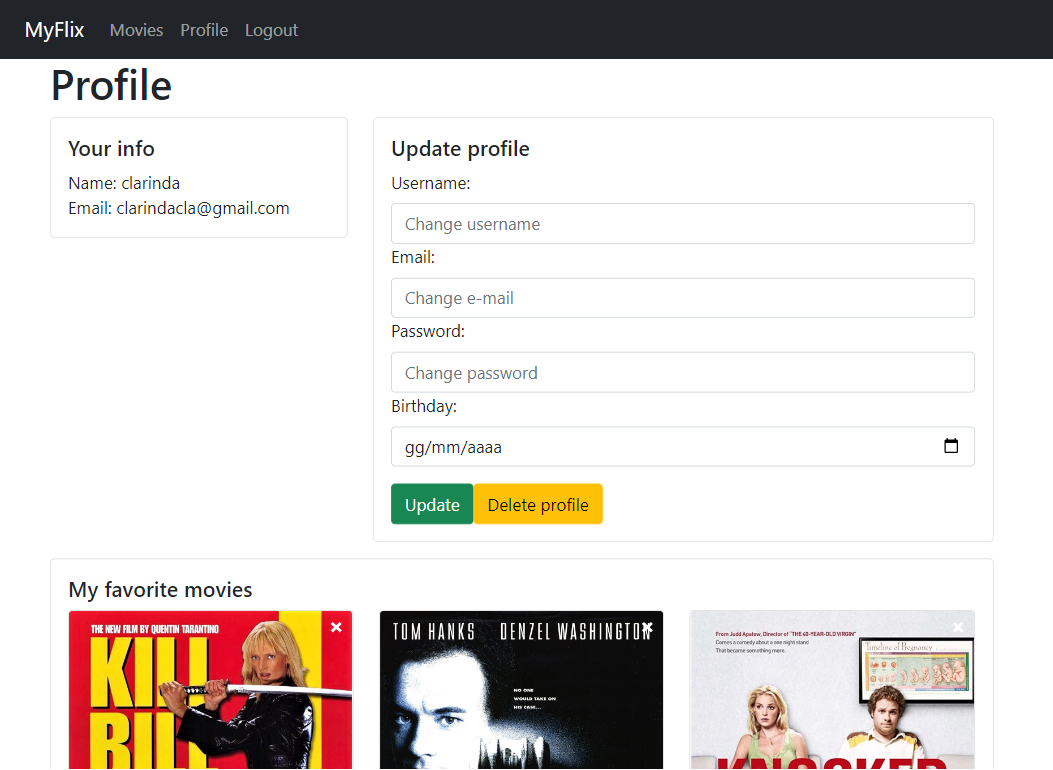 MyFlix Movies Profile Logout
Profile
Your info
Name: clarinda
Email: clarindacla@gmail.com
Update profile
Username:
Change username
Email:
Change e-mail
Password:
Change password
Birthday:
gg/mm/aaaa
Update Delete profile
My favorite movies
THE NEW FILM BY QUENTIN TARANTINO
KILL
BILL
TOM HANKS DENZEL WASHINGTON
NO ONE
WOULD TAKE ON
HIS CASE...
From Judd Apatow, Director of "THE 40-YEAR-OLD VIRGIN"
Comes a comedy about a one night stand
That became something more.
Timeline of Pregnancy
KNOCKED